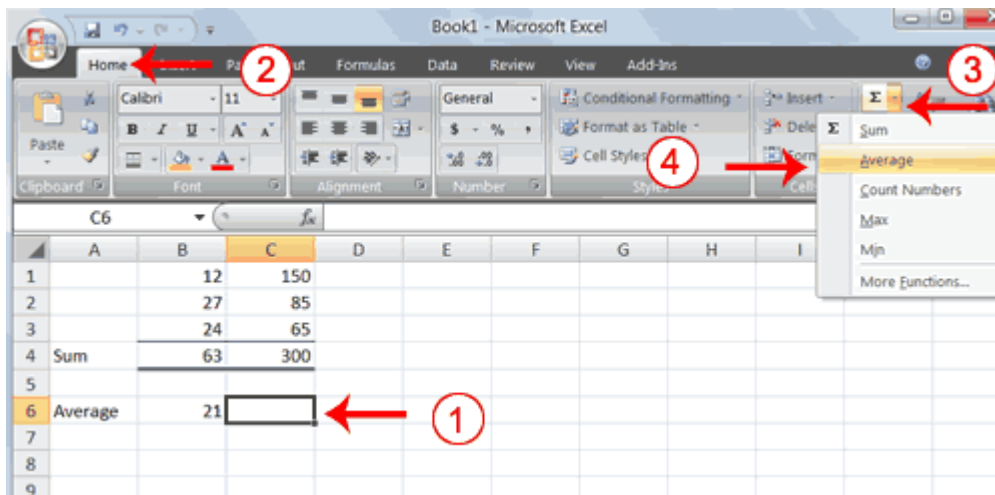 Book1 - Microsoft Excel
Home Formulas Data Review View Add-Ins
2
3
Calibri 11 General Conditional Formatting Insert Σ
Paste B I U A A $ % , Format as Table Σ Sum
A Cell Styles 4 Average
Clipboard Font Alignment Number Count Numbers
Max
Min
More Functions...
C6 fx
A B C D E F G H I
1 12 150
2 27 85
3 24 65
4 Sum 63 300
5
6 Average 21 1
7
8
9